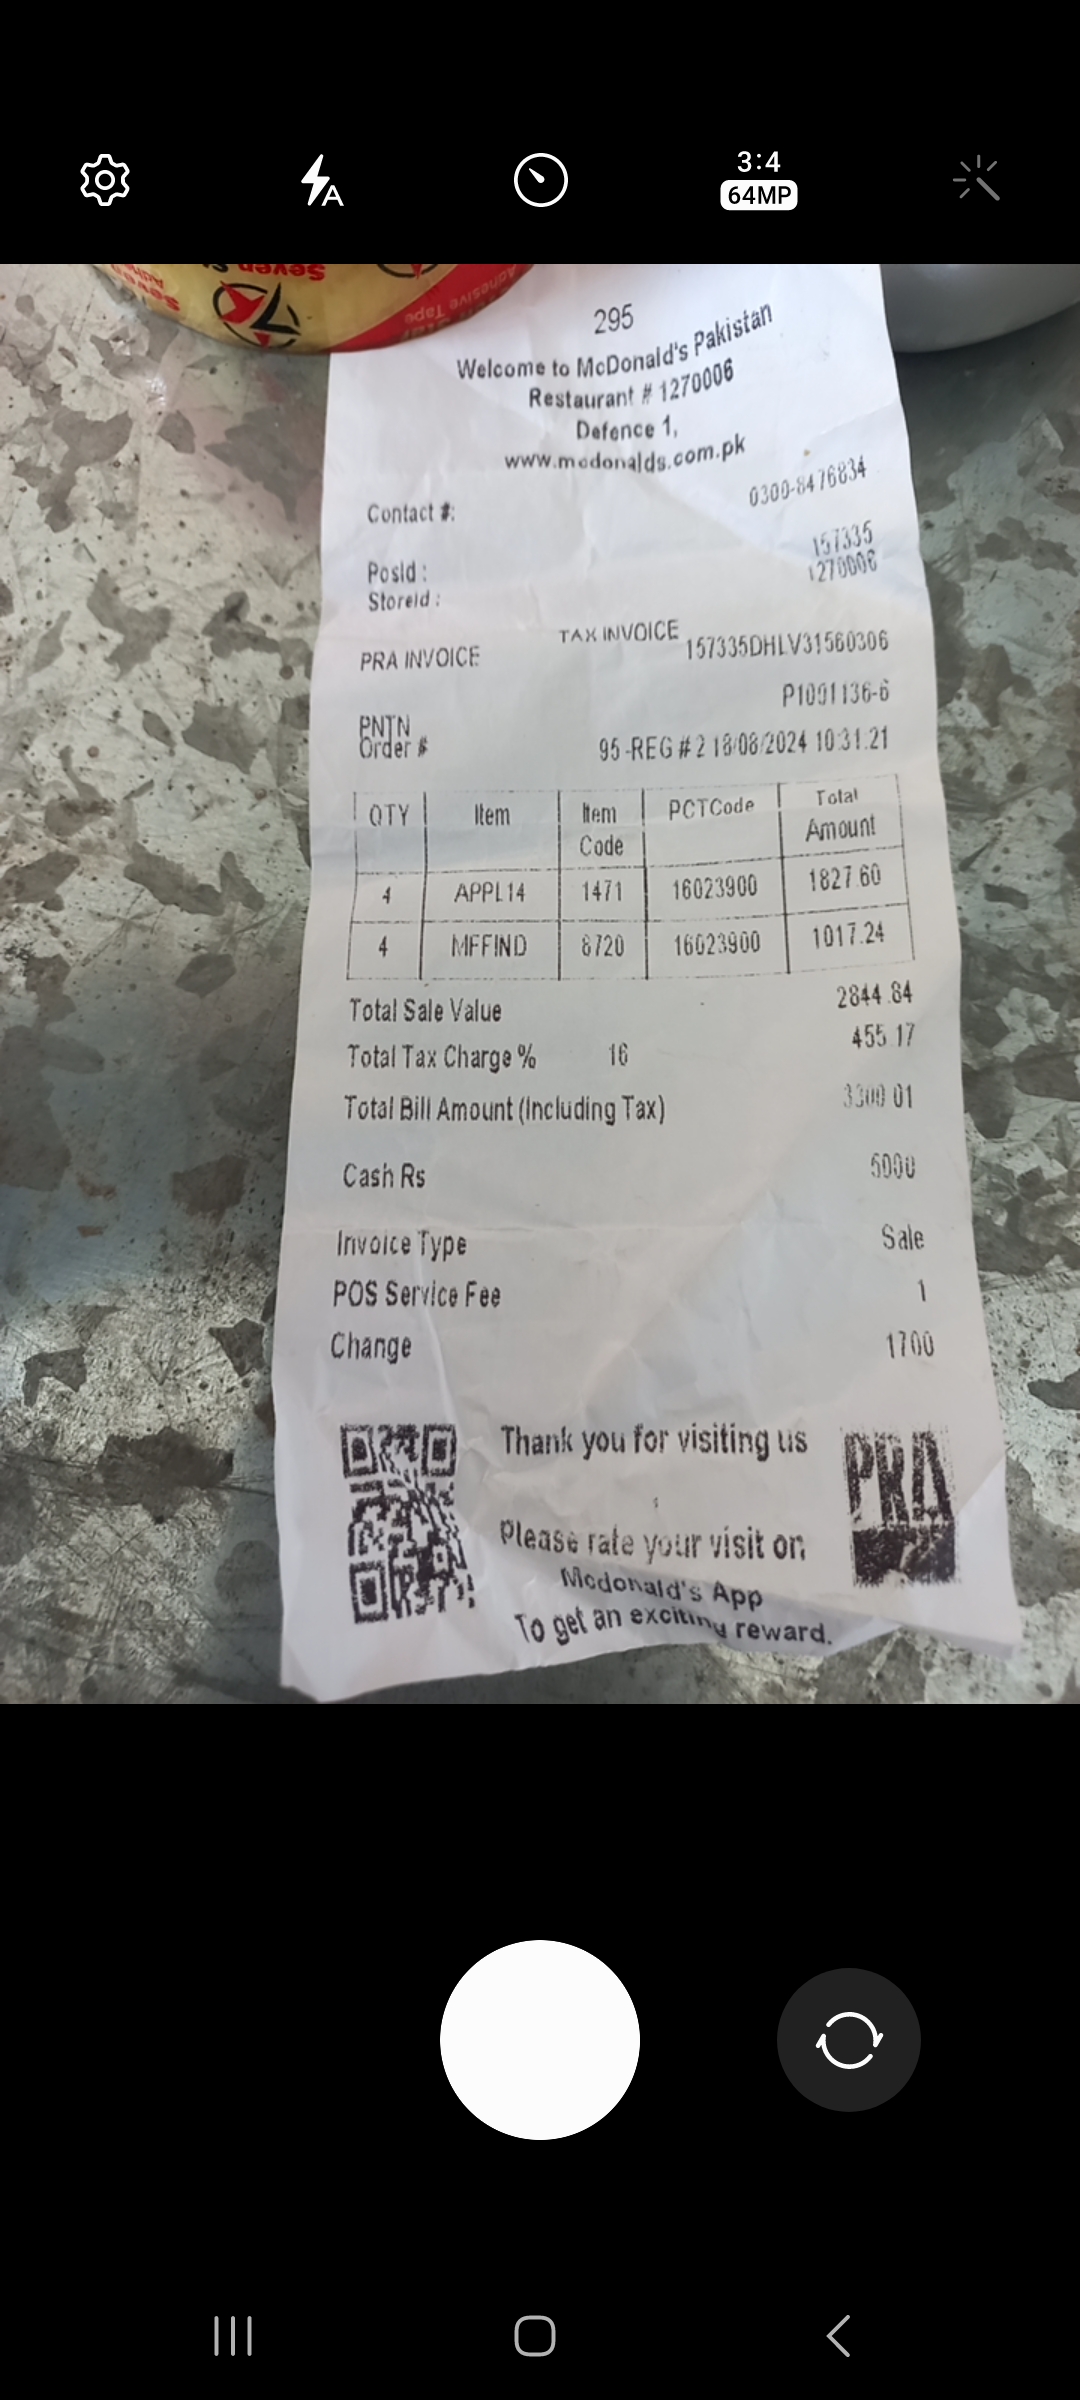 3:4
64MP
Seven
Adhesive Tape
295
Welcome to McDonald's Pakistan
Restaurant # 1270006
Defence 1,
www.mcdonalds.com.pk
Contact #: 0300-8476834
PosId : 157335
StoreId : 1270006
TAX INVOICE
PRA INVOICE 157335DHLV31560306
P1091136-6
PNTN
Order # 95-REG # 2 18/08/2024 10:31:21
QTY Item Item Code PCTCode Total Amount
4 APPL14 1471 16023900 1827.60
4 MFFIND 8720 16023900 1017.24
Total Sale Value 2844.84
Total Tax Charge % 16 455.17
Total Bill Amount (Including Tax) 3300.01
Cash Rs 5000
Invoice Type Sale
POS Service Fee 1
Change 1700
Thank you for visiting us
PRA
Please rate your visit on
Mcdonald's App
To get an exciting reward.